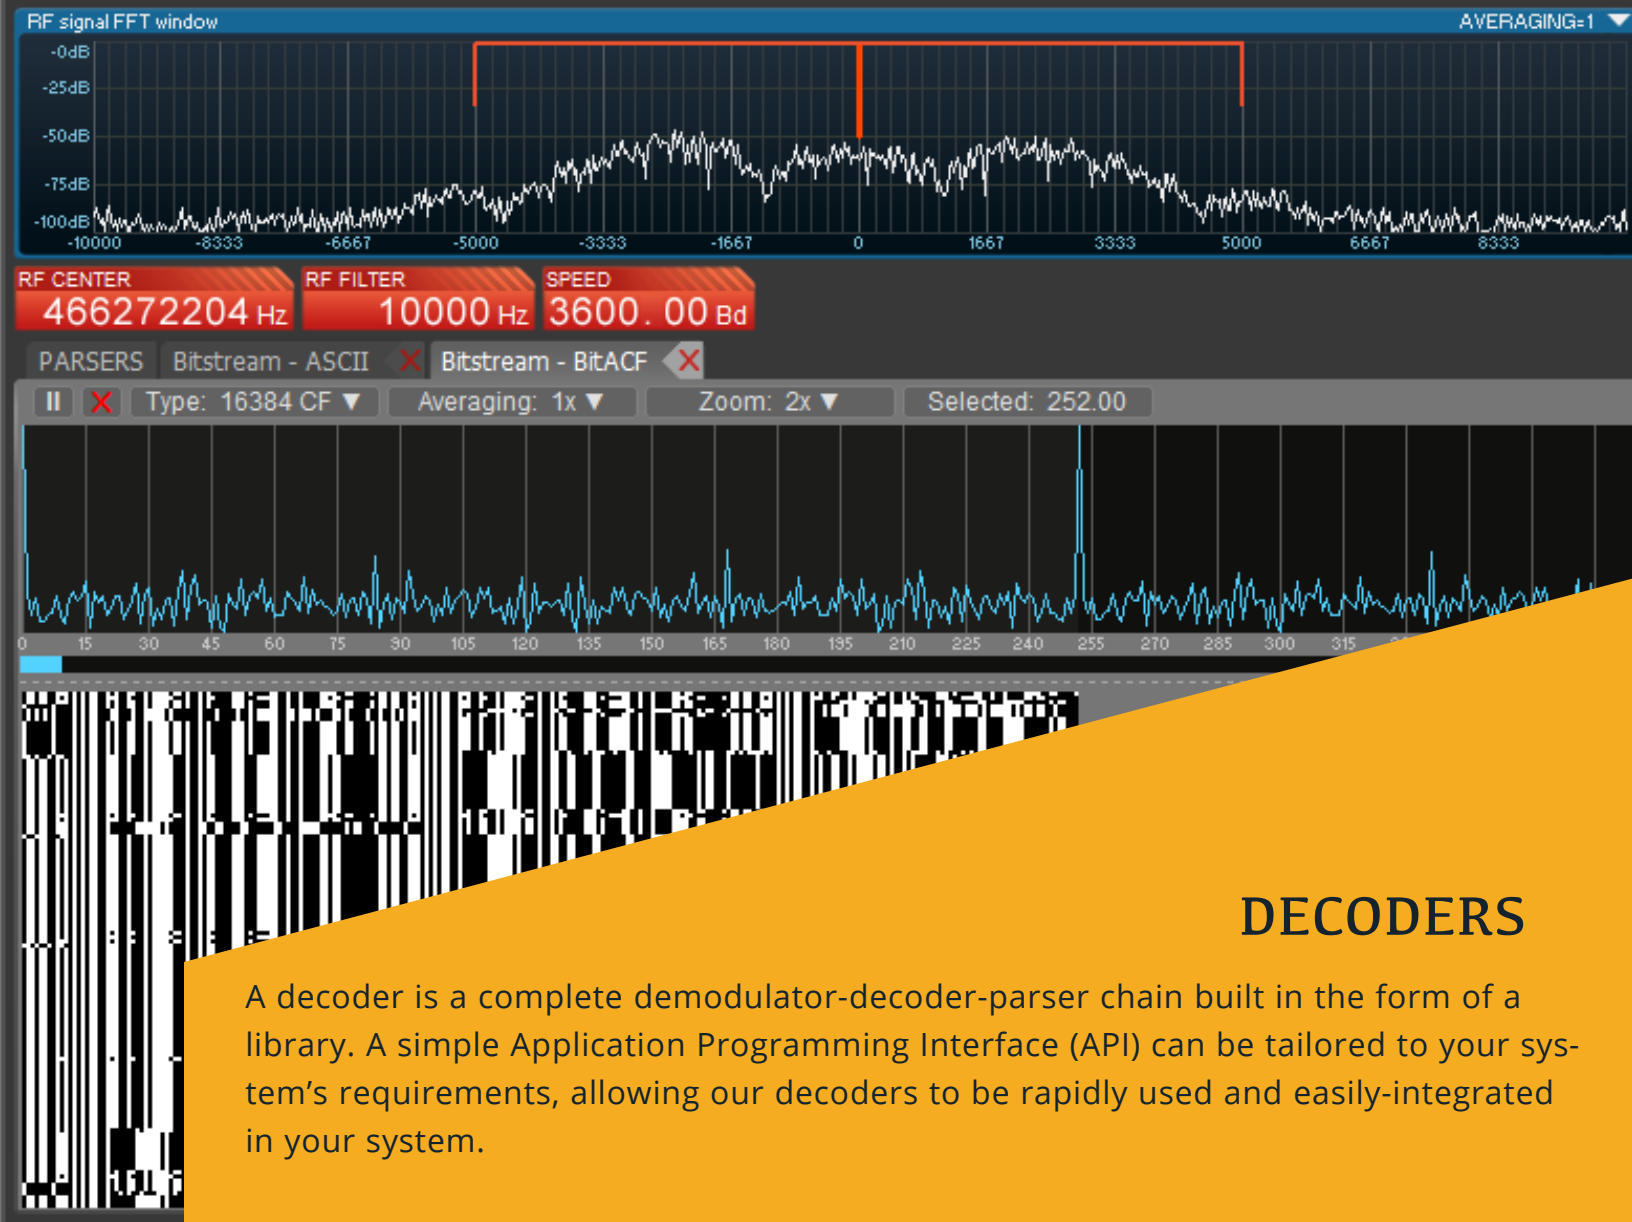 RF signal FFT window AVERAGING=1
-0dB
-25dB
-50dB
-75dB
-100dB
-10000 -8333 -6667 -5000 -3333 -1667 0 1667 3333 5000 6667 8333
RF CENTER RF FILTER SPEED
466272204 Hz 10000 Hz 3600.00 Bd
PARSERS Bitstream - ASCII Bitstream - BitACF
Type: 16384 CF Averaging: 1x Zoom: 2x Selected: 252.00
0 15 30 45 60 75 90 105 120 135 150 165 180 195 210 225 240 255 270 285 300 315
DECODERS
A decoder is a complete demodulator-decoder-parser chain built in the form of a
library. A simple Application Programming Interface (API) can be tailored to your sys-
tem’s requirements, allowing our decoders to be rapidly used and easily-integrated
in your system.